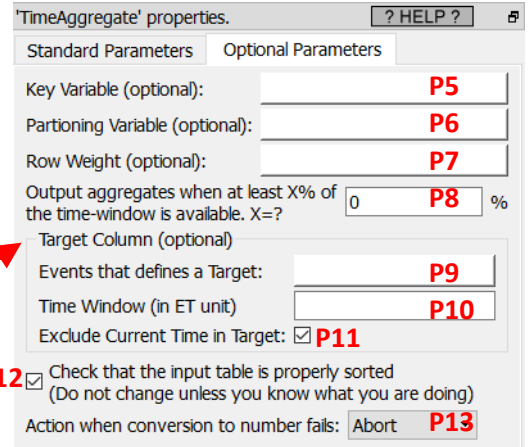 'TimeAggregate' properties. ? HELP ?
Standard Parameters Optional Parameters
Key Variable (optional): P5
Partioning Variable (optional): P6
Row Weight (optional): P7
Output aggregates when at least X% of
the time-window is available. X=? 0 P8 %
Target Column (optional)
Events that defines a Target: P9
Time Window (in ET unit) P10
Exclude Current Time in Target: P11
12 Check that the input table is properly sorted
(Do not change unless you know what you are doing)
Action when conversion to number fails: Abort P13